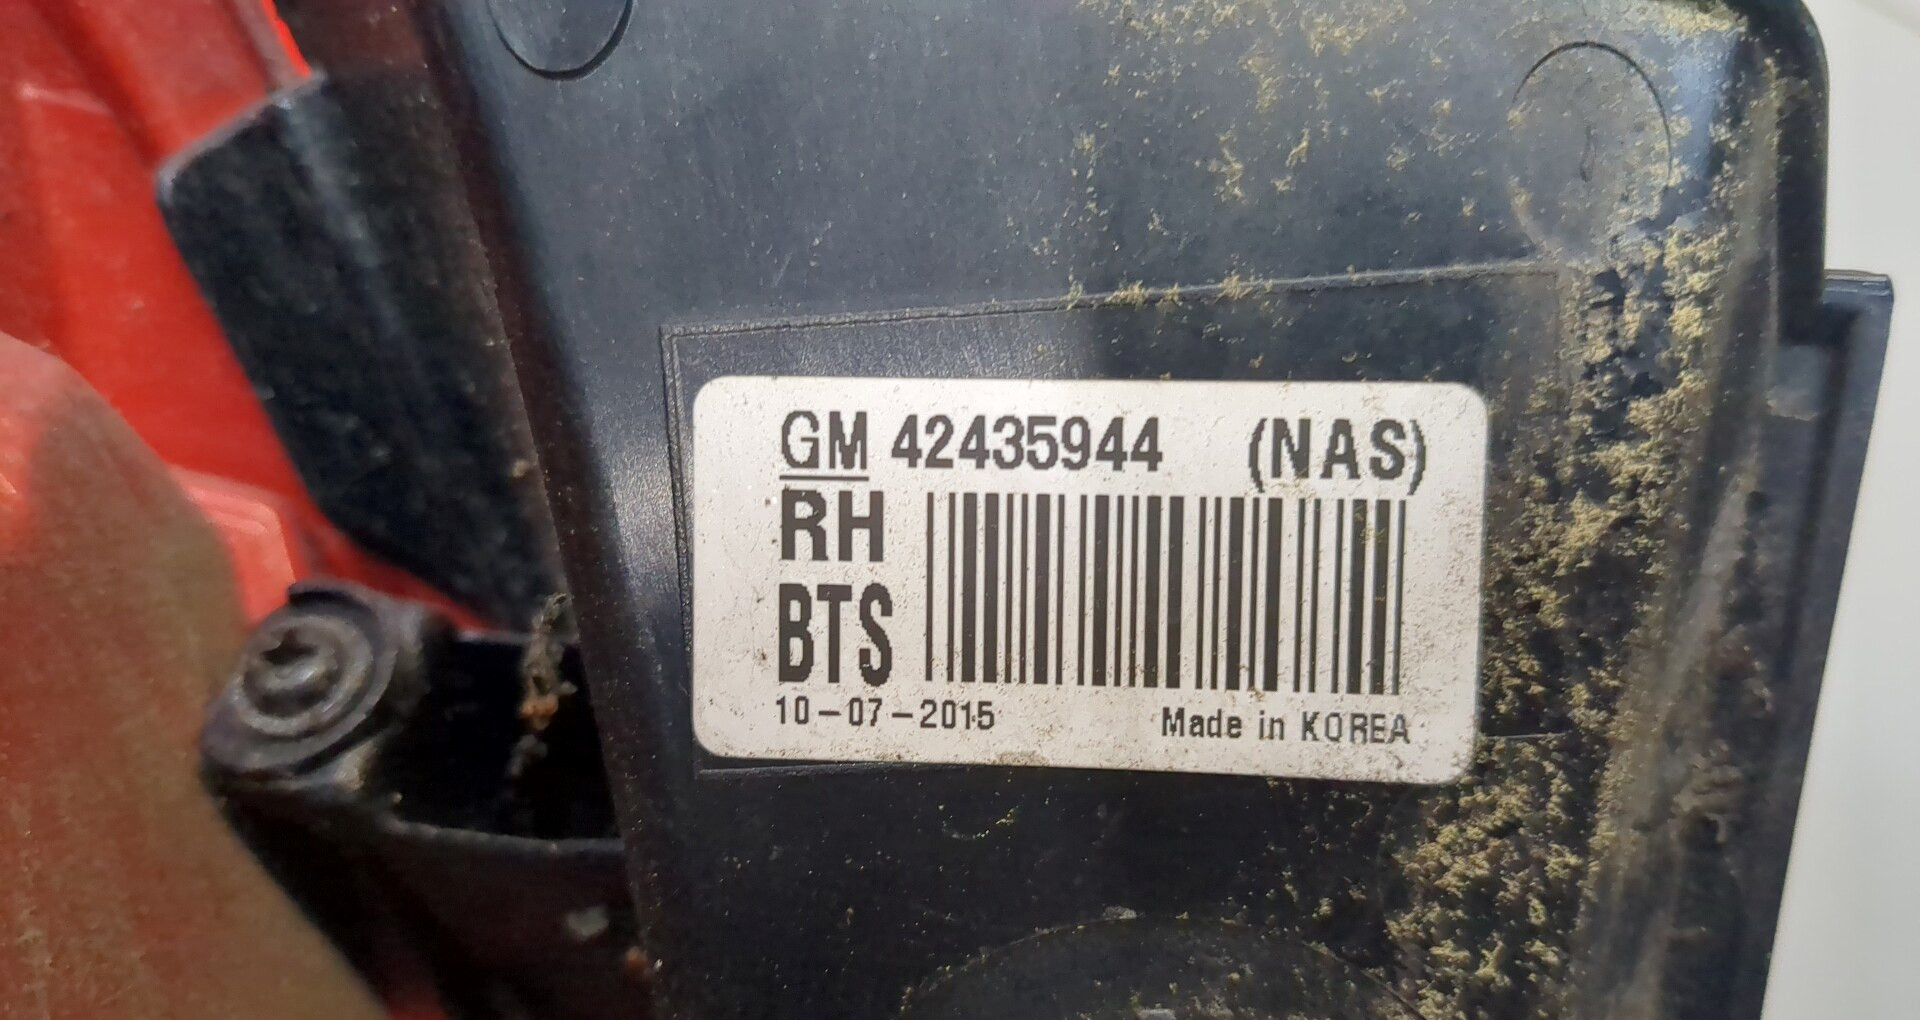 GM 42435944 (NAS)
RH
BTS
10-07-2015 Made in KOREA